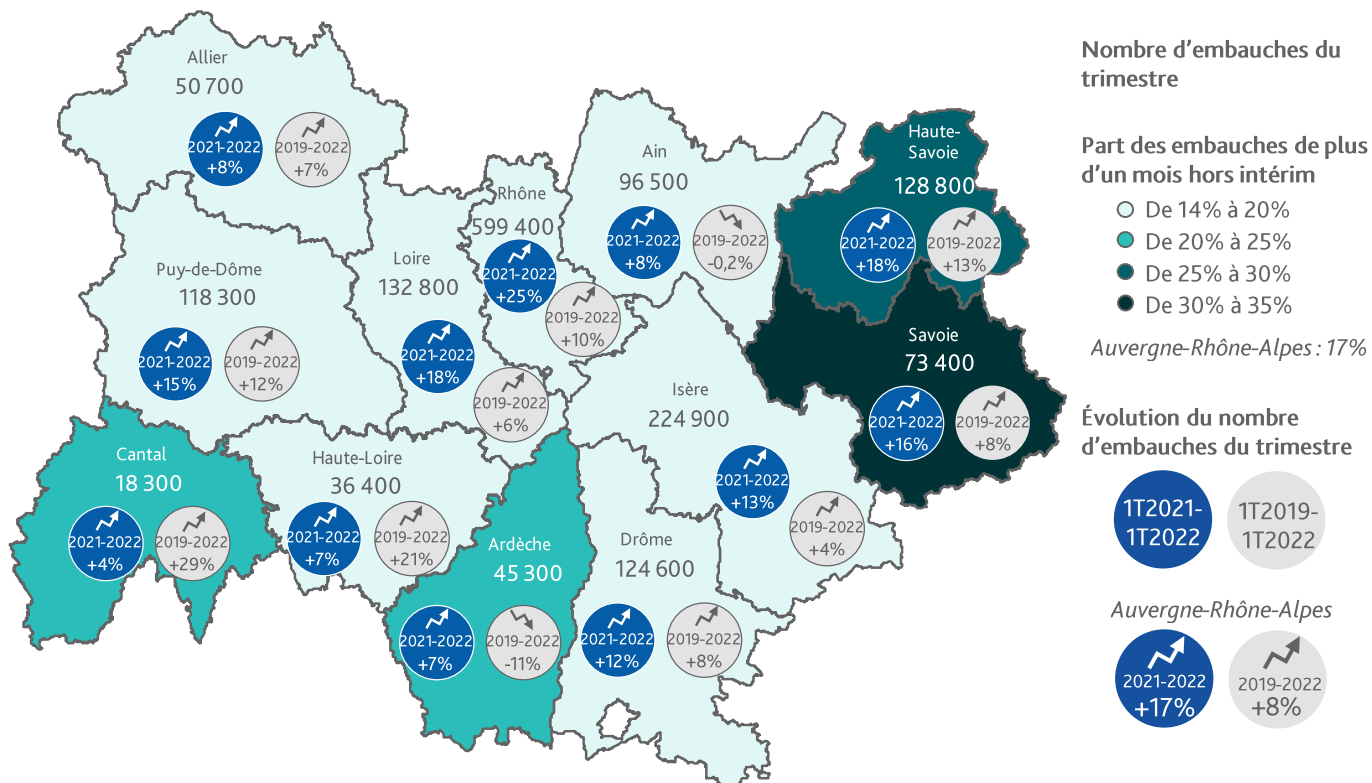 Allier
50 700
2021-2022
+8%
2019-2022
+7%
Puy-de-Dôme
118 300
2021-2022
+15%
2019-2022
+12%
Loire
132 800
2021-2022
+18%
2019-2022
+6%
Rhône
599 400
2021-2022
+25%
2019-2022
+10%
Ain
96 500
2021-2022
+8%
2019-2022
-0,2%
Haute-
Savoie
128 800
2021-2022
+18%
2019-2022
+13%
Savoie
73 400
2021-2022
+16%
2019-2022
+8%
Isère
224 900
2021-2022
+13%
2019-2022
+4%
Cantal
18 300
2021-2022
+4%
2019-2022
+29%
Haute-Loire
36 400
2021-2022
+7%
2019-2022
+21%
Ardèche
45 300
2021-2022
+7%
2019-2022
-11%
Drôme
124 600
2021-2022
+12%
2019-2022
+8%
Nombre d'embauches du
trimestre
Part des embauches de plus
d'un mois hors intérim
De 14% à 20%
De 20% à 25%
De 25% à 30%
De 30% à 35%
Auvergne-Rhône-Alpes : 17%
Évolution du nombre
d'embauches du trimestre
1T2021-
1T2022
1T2019-
1T2022
Auvergne-Rhône-Alpes
2021-2022
+17%
2019-2022
+8%